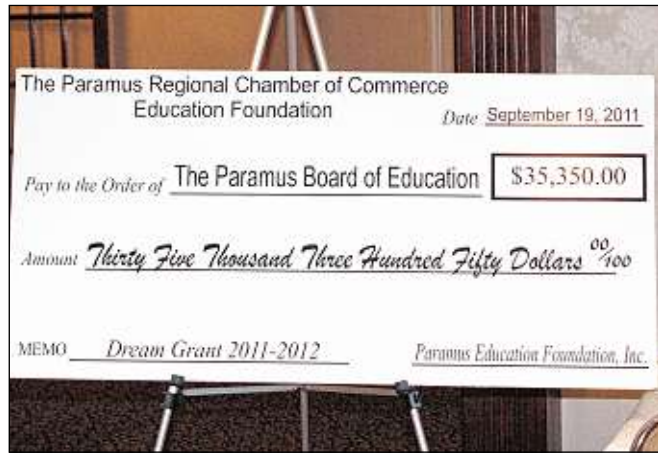 The Paramus Regional Chamber of Commerce
Education Foundation
Date September 19, 2011
Pay to the Order of The Paramus Board of Education $35,350.00
Amount Thirty Five Thousand Three Hundred Fifty Dollars 00/100
MEMO Dream Grant 2011-2012 Paramus Education Foundation, Inc.